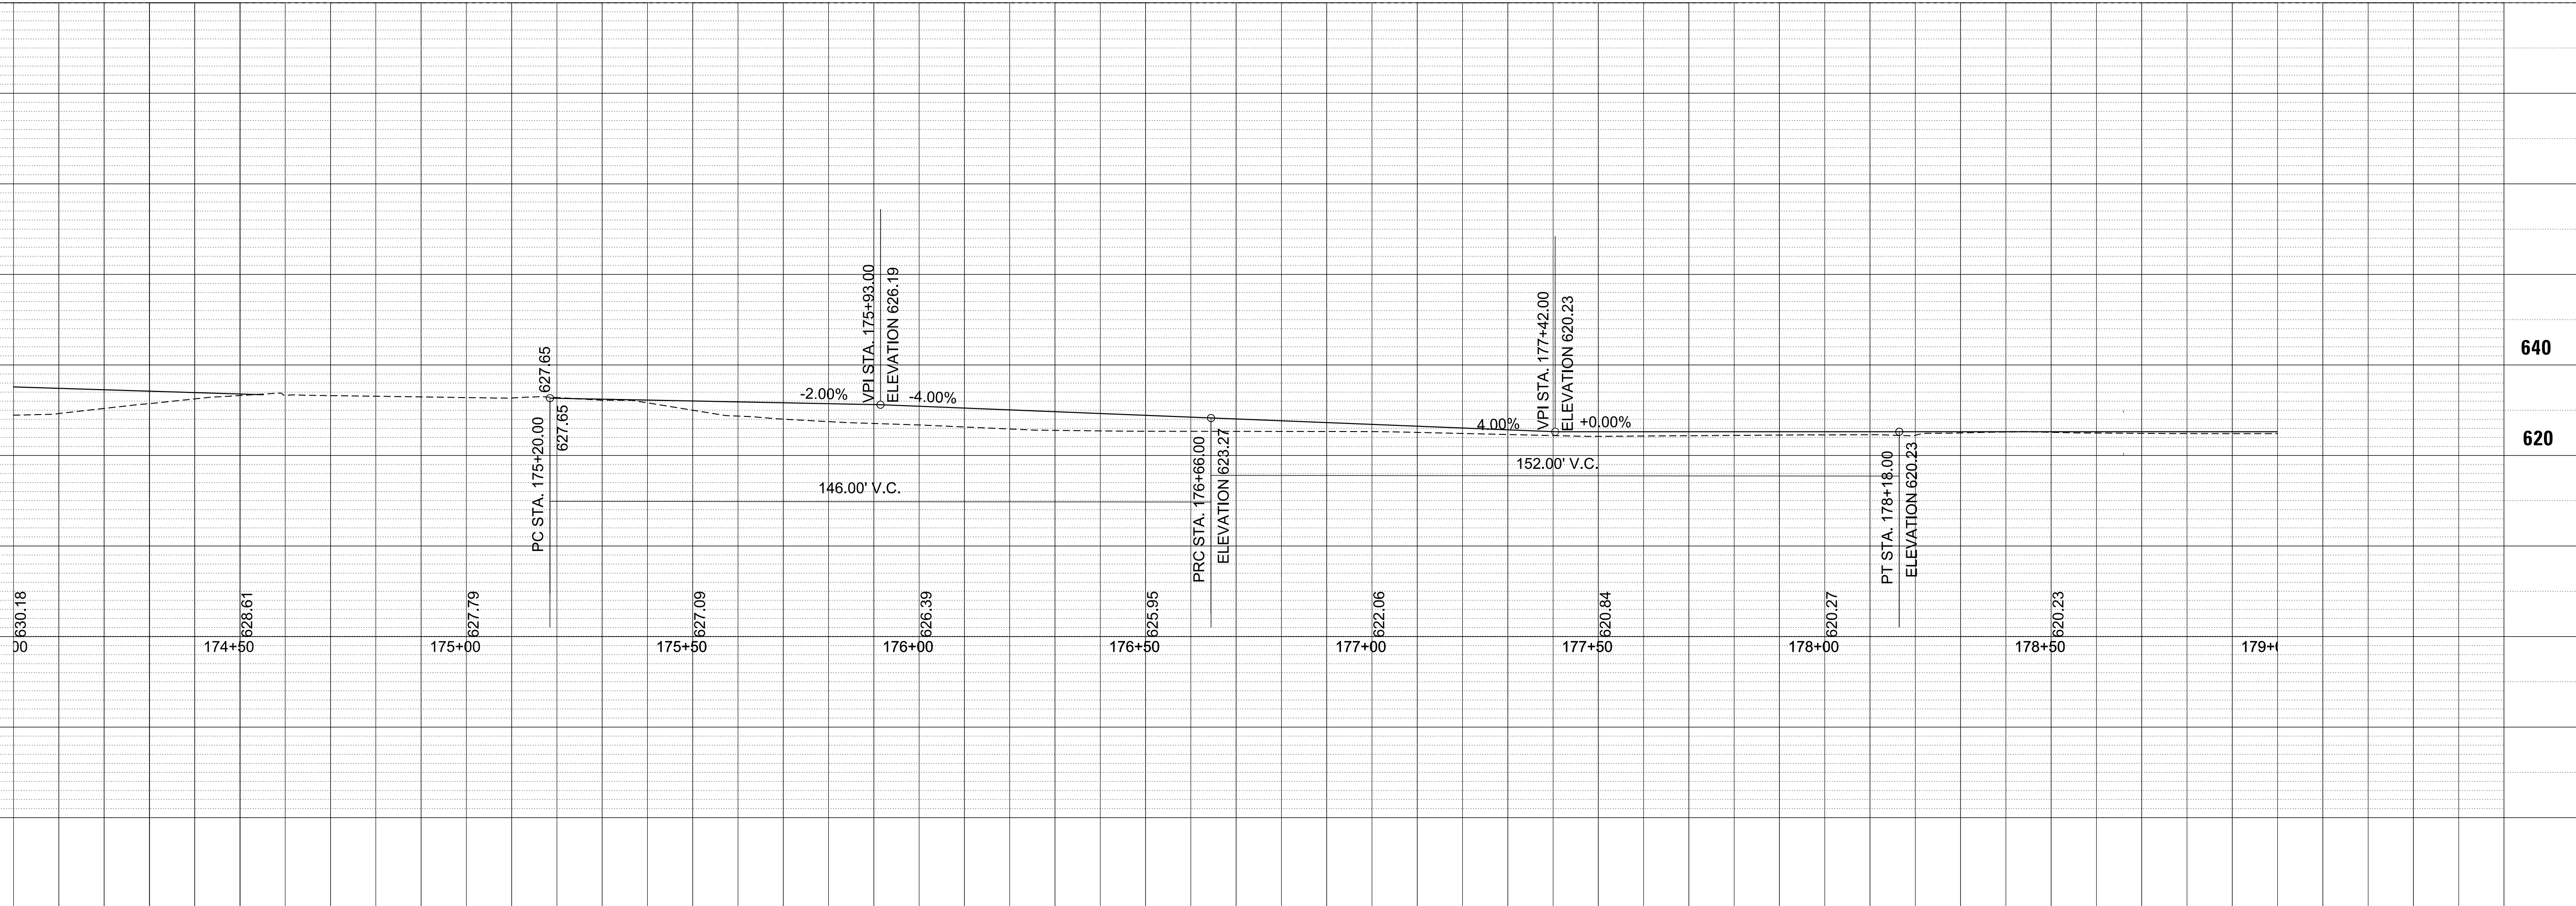 640
620
627.65
627.65
PC STA. 175+20.00
-2.00%
VPI STA. 175+93.00
ELEVATION 626.19
-4.00%
146.00' V.C.
PRC STA. 176+66.00
ELEVATION 623.27
4.00%
VPI STA. 177+42.00
ELEVATION 620.23
+0.00%
152.00' V.C.
PT STA. 178+18.00
ELEVATION 620.23
630.18
628.61
627.79
627.09
626.39
625.95
622.06
620.84
620.27
620.23
00 174+50 175+00 175+50 176+00 176+50 177+00 177+50 178+00 178+50 179+0